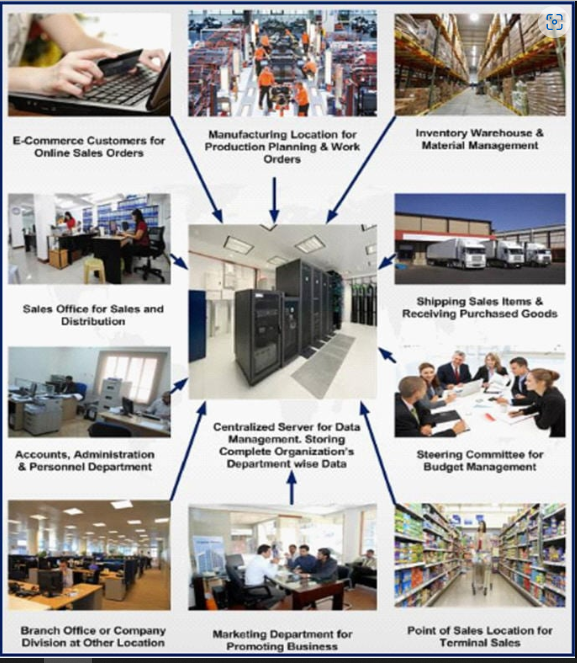 E-Commerce Customers for
Online Sales Orders
Manufacturing Location for
Production Planning & Work
Orders
Inventory Warehouse &
Material Management
Sales Office for Sales and
Distribution
Shipping Sales Items &
Receiving Purchased Goods
Accounts, Administration
& Personnel Department
Centralized Server for Data
Management. Storing
Complete Organization's
Department wise Data
Steering Committee for
Budget Management
Branch Office or Company
Division at Other Location
Marketing Department for
Promoting Business
Point of Sales Location for
Terminal Sales